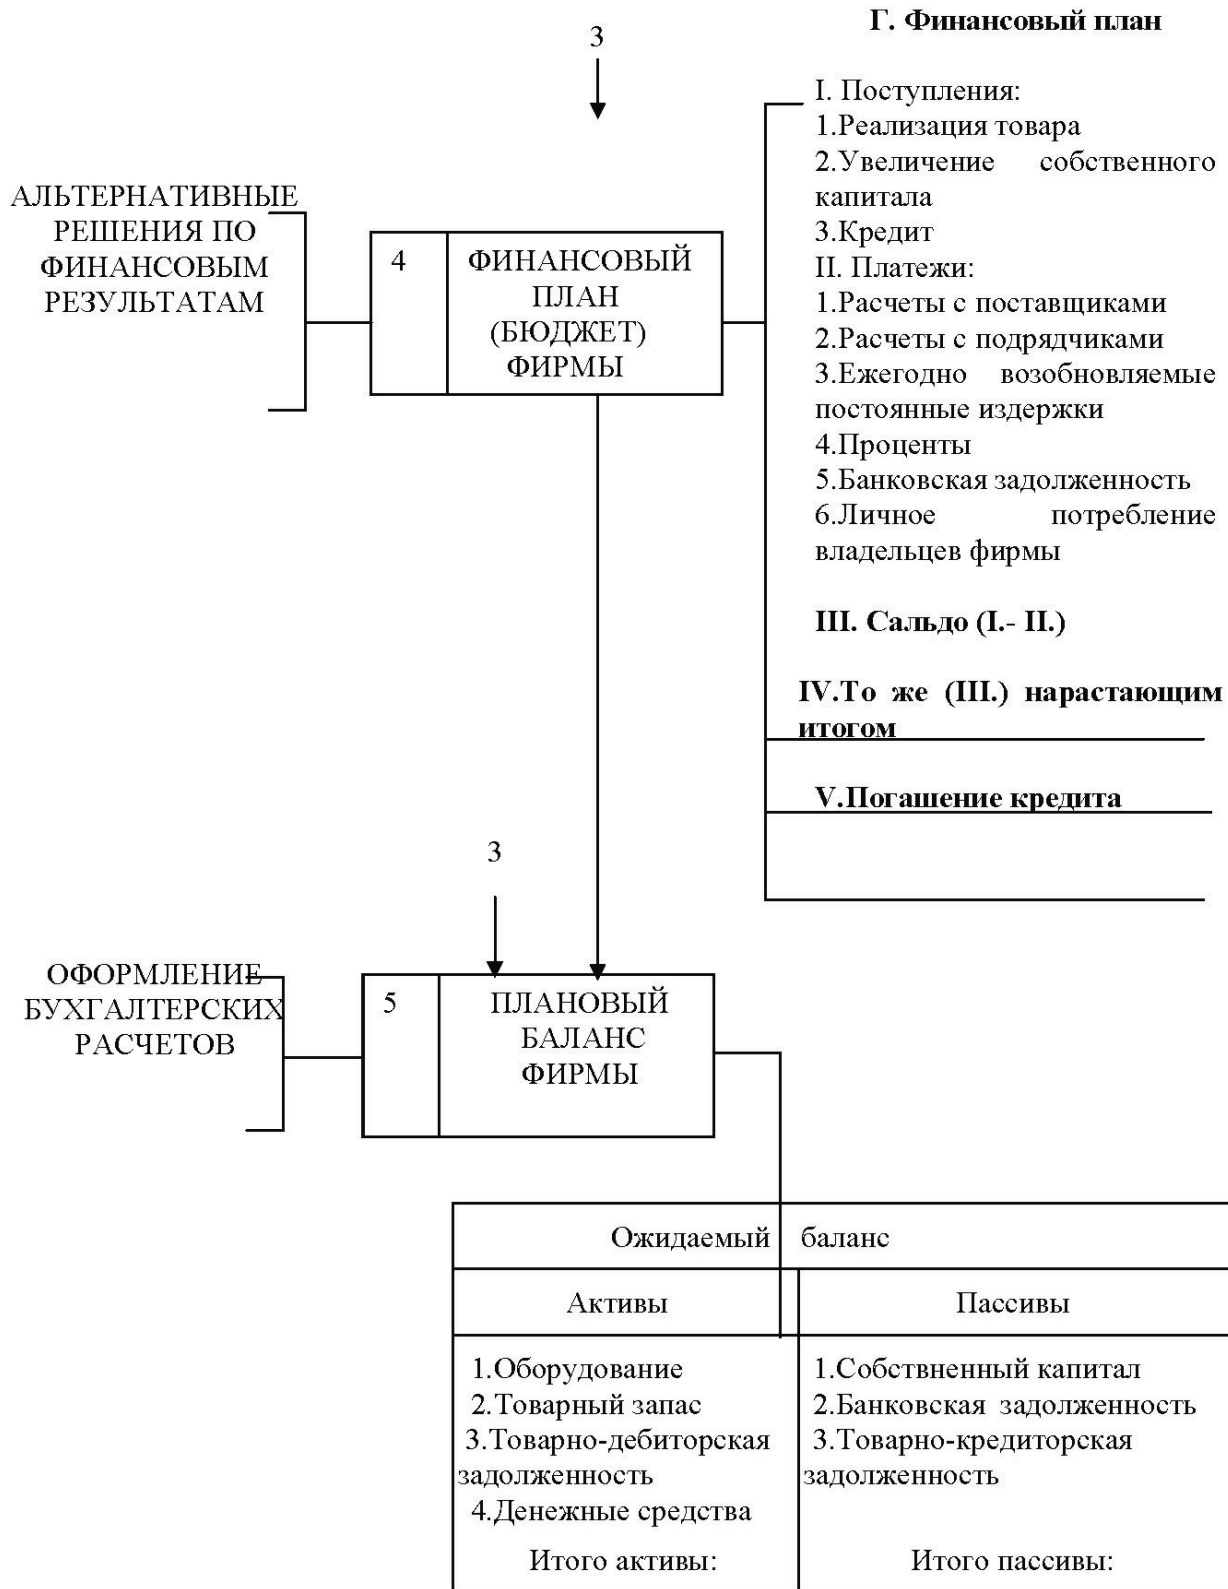 3
Г. Финансовый план
I. Поступления:
1.Реализация товара
2.Увеличение собственного
капитала
3.Кредит
II. Платежи:
1.Расчеты с поставщиками
2.Расчеты с подрядчиками
3.Ежегодно возобновляемые
постоянные издержки
4.Проценты
5.Банковская задолженность
6.Личное потребление
владельцев фирмы
III. Сальдо (I.- II.)
IV.То же (III.) нарастающим
итогом
V.Погашение кредита
АЛЬТЕРНАТИВНЫЕ
РЕШЕНИЯ ПО
ФИНАНСОВЫМ
РЕЗУЛЬТАТАМ
4
ФИНАНСОВЫЙ
ПЛАН
(БЮДЖЕТ)
ФИРМЫ
3
ОФОРМЛЕНИЕ
БУХГАЛТЕРСКИХ
РАСЧЕТОВ
5
ПЛАНОВЫЙ
БАЛАНС
ФИРМЫ
Ожидаемый баланс
Активы
Пассивы
1.Оборудование
2.Товарный запас
3.Товарно-дебиторская
задолженность
4.Денежные средства
Итого активы:
1.Собствненный капитал
2.Банковская задолженность
3.Товарно-кредиторская
задолженность
Итого пассивы: